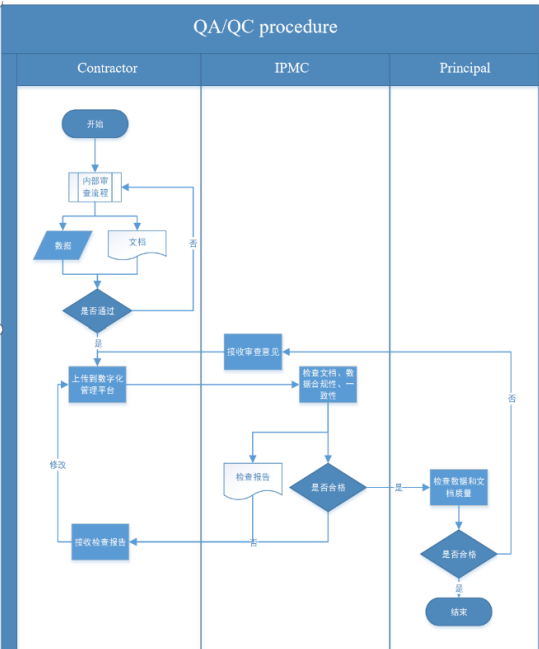 QA/QC procedure
Contractor
IPMC
Principal
开始
内部审
查流程
数据
文档
否
是否通过
是
接收审查意见
上传到数字化
管理平台
检查文档、数
据合规性、一
致性
否
修改
检查报告
是否合格
是
检查数据和文
档质量
接收检查报告
否
是否合格
是
结束